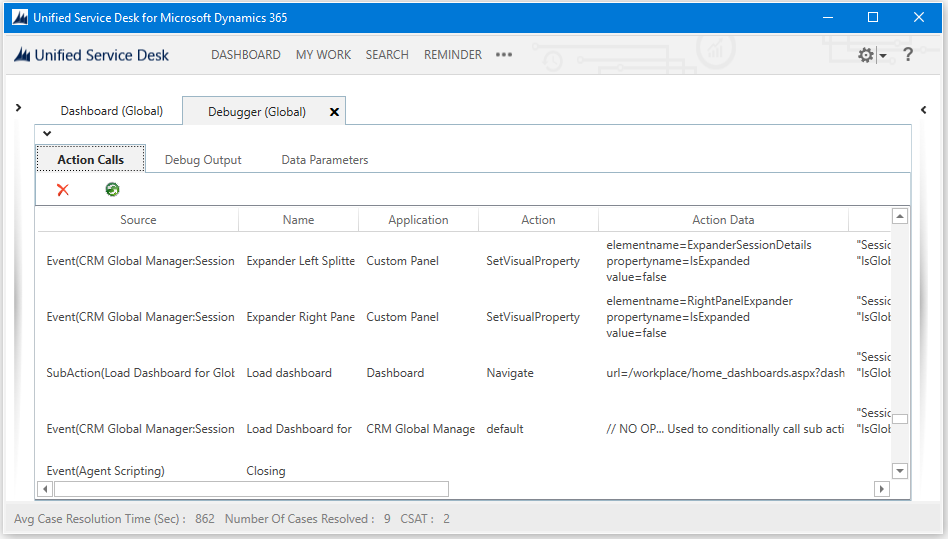 Unified Service Desk for Microsoft Dynamics 365
Unified Service Desk DASHBOARD MY WORK SEARCH REMINDER ••• ?
Dashboard (Global) Debugger (Global)
Action Calls Debug Output Data Parameters
Source Name Application Action Action Data
elementname=ExpanderSessionDetails "Sessio
Event(CRM Global Manager:Session Expander Left Splitte Custom Panel SetVisualProperty propertyname=IsExpanded "IsGlob
value=false
elementname=RightPanelExpander "Sessio
Event(CRM Global Manager:Session Expander Right Pane Custom Panel SetVisualProperty propertyname=IsExpanded "IsGlob
value=false
"Sessio
SubAction(Load Dashboard for Glob Load dashboard Dashboard Navigate url=/workplace/home_dashboards.aspx?dash "IsGlob
"Sessio
Event(CRM Global Manager:Session Load Dashboard for CRM Global Manage default // NO OP... Used to conditionally call sub acti "IsGlob
Event(Agent Scripting) Closing
Avg Case Resolution Time (Sec) : 862 Number Of Cases Resolved : 9 CSAT : 2